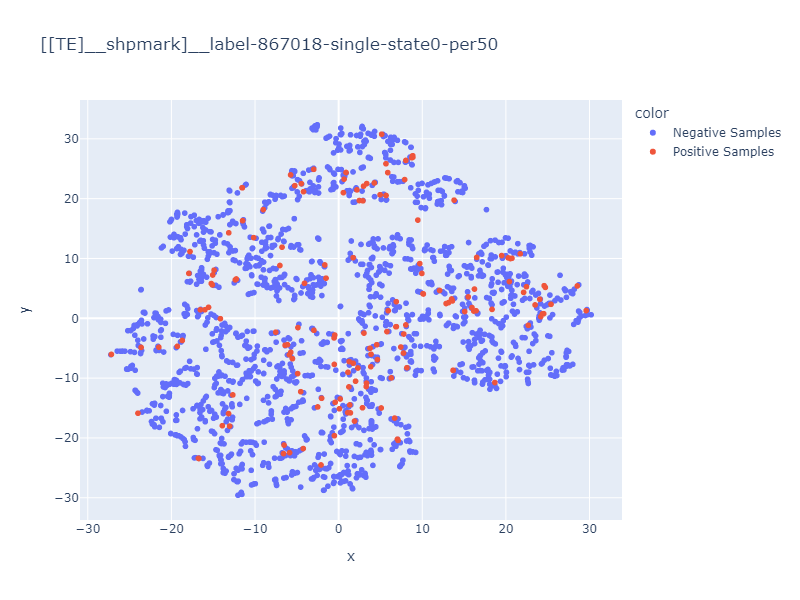 [[TE]__shpmark]__label-867018-single-state0-per50
color
Negative Samples
Positive Samples
30
20
10
0
−10
−20
−30
y
−30
−20
−10
0
10
20
30
x